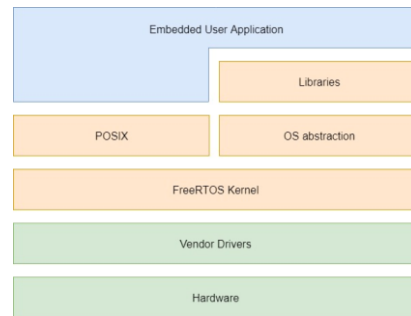 Embedded User Application
Libraries
POSIX
OS abstraction
FreeRTOS Kernel
Vendor Drivers
Hardware